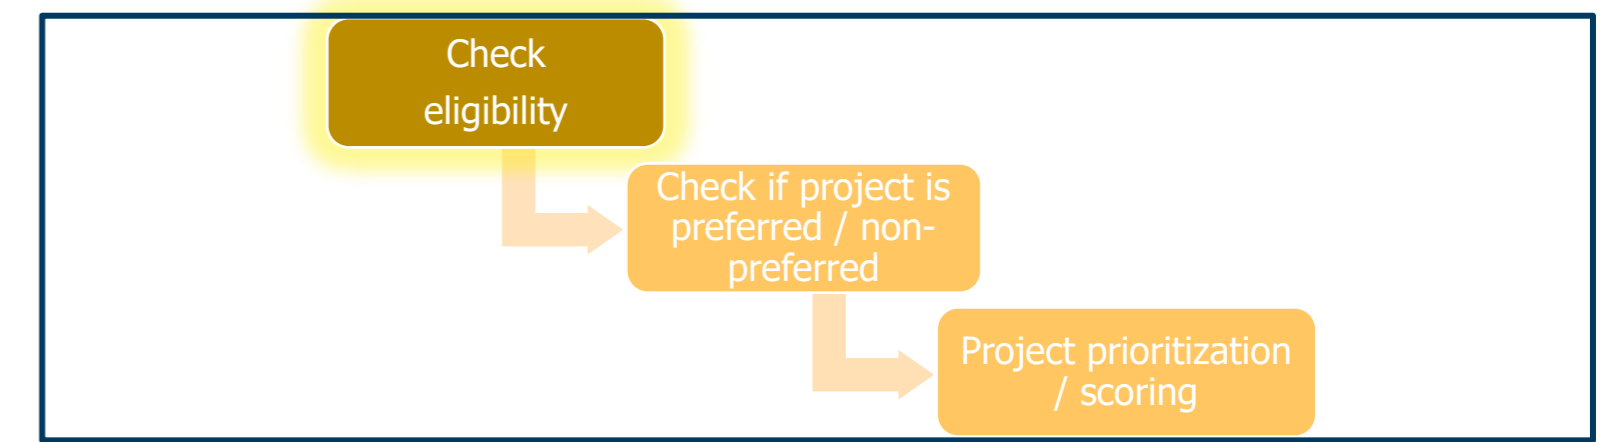 Check
eligibility
Check if project is
preferred / non-
preferred
Project prioritization
/ scoring